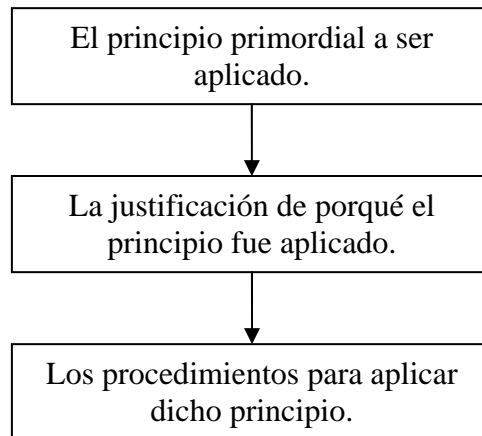 El principio primordial a ser
aplicado.
La justificación de porqué el
principio fue aplicado.
Los procedimientos para aplicar
dicho principio.